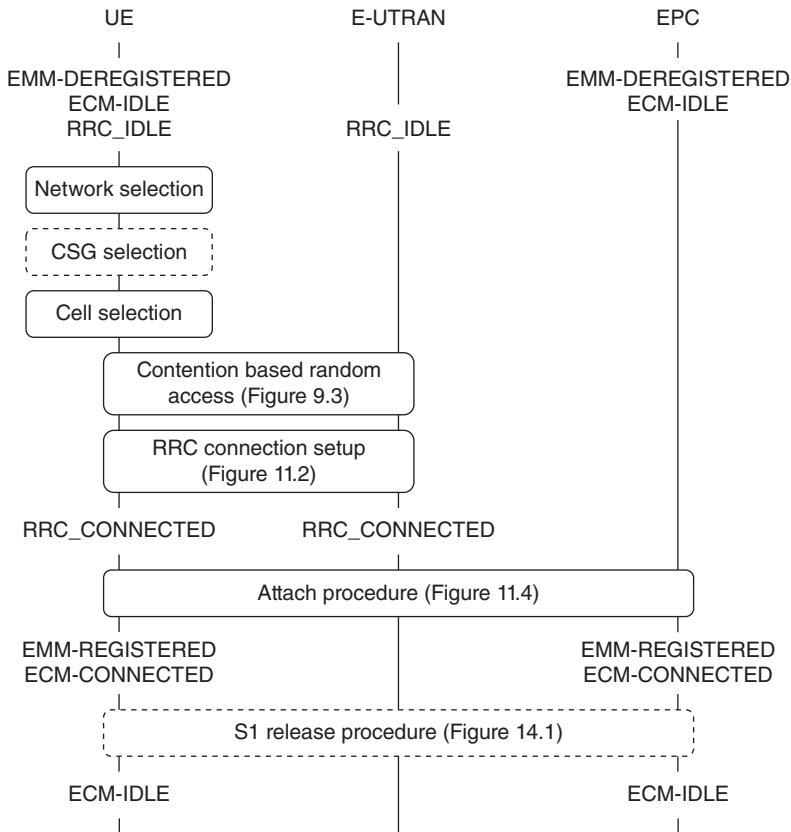 UE E-UTRAN EPC
EMM-DEREGISTERED EMM-DEREGISTERED
ECM-IDLE ECM-IDLE
RRC_IDLE RRC_IDLE
Network selection
CSG selection
Cell selection
Contention based random
access (Figure 9.3)
RRC connection setup
(Figure 11.2)
RRC_CONNECTED RRC_CONNECTED
Attach procedure (Figure 11.4)
EMM-REGISTERED EMM-REGISTERED
ECM-CONNECTED ECM-CONNECTED
S1 release procedure (Figure 14.1)
ECM-IDLE ECM-IDLE